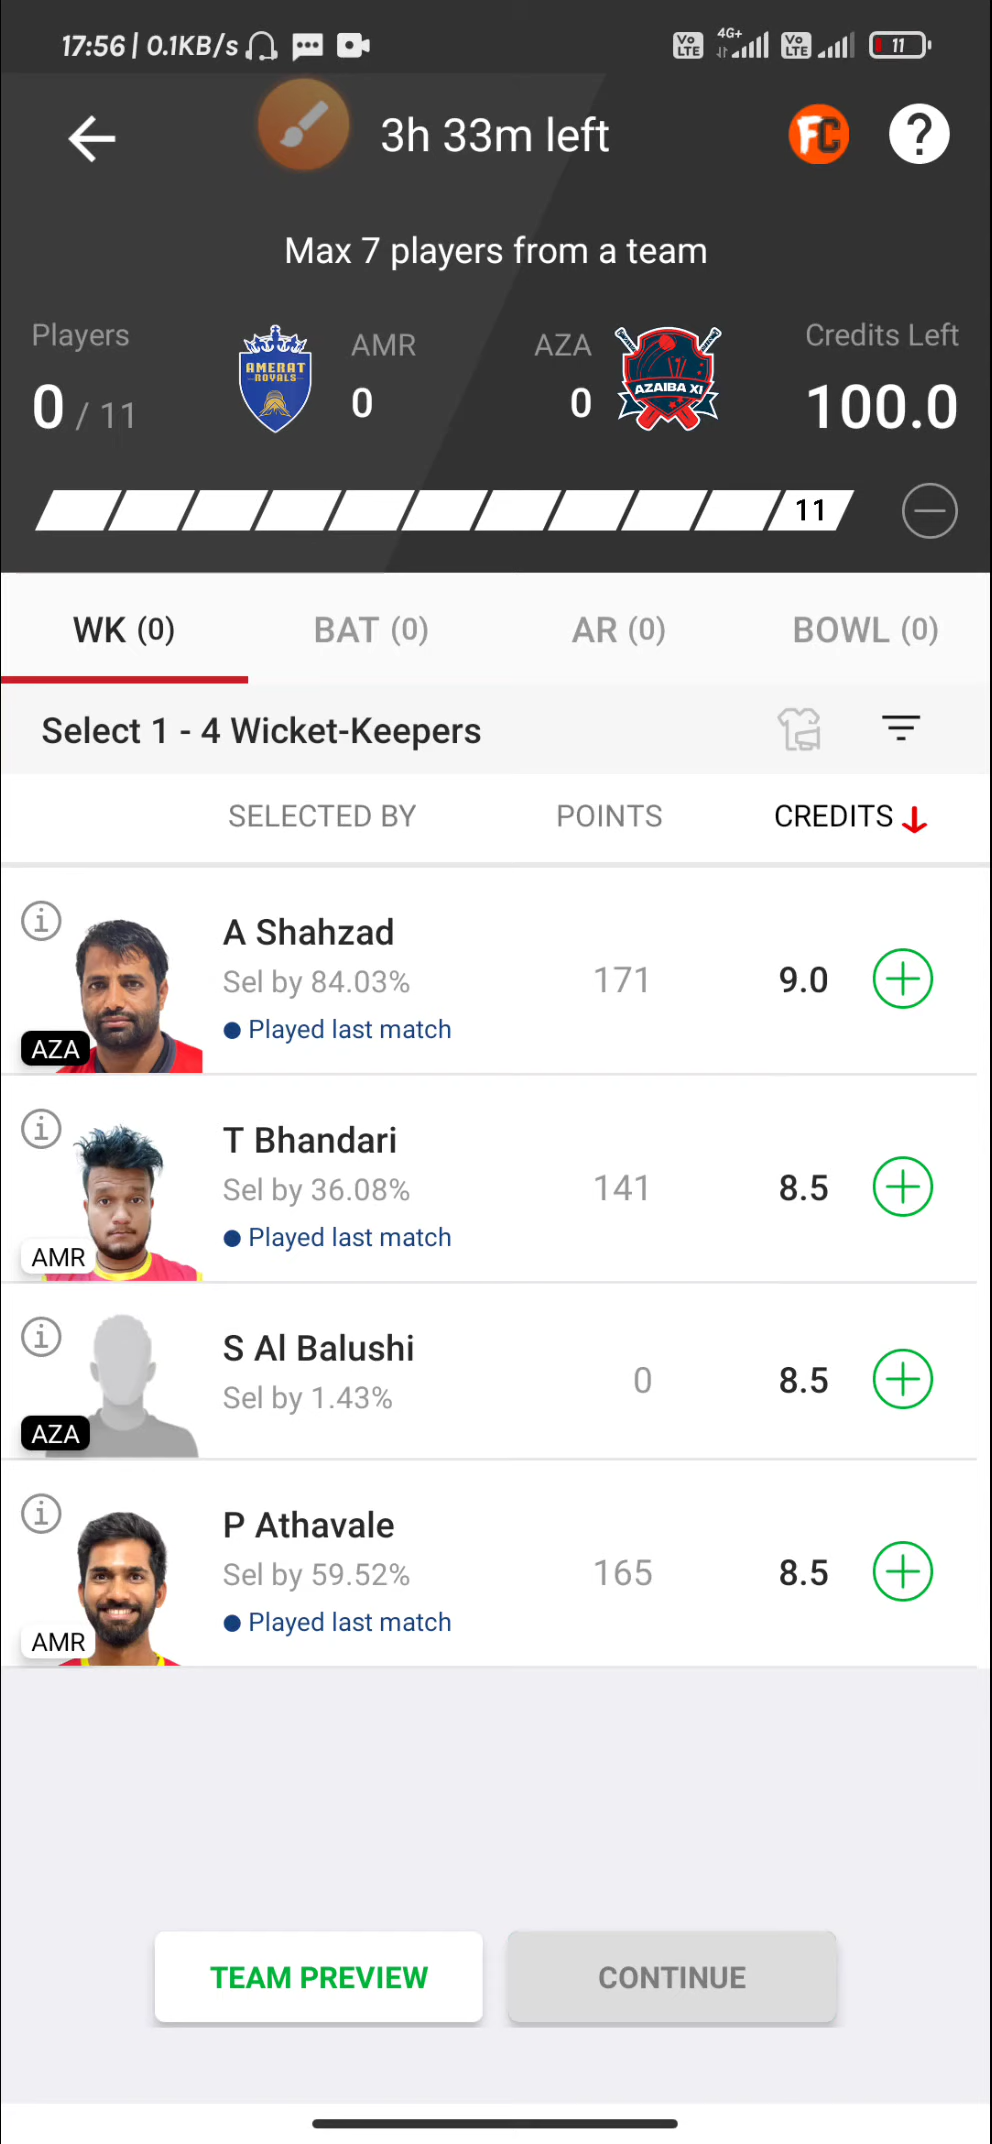 17:56 | 0.1KB/s
Vo LTE 4G+ Vo LTE 11
3h 33m left
FC ?
Max 7 players from a team
Players AMR AZA Credits Left
AMERAT ROYALS
AZAIBA XI
0 / 11 0 0 100.0
11
WK (0) BAT (0) AR (0) BOWL (0)
Select 1 - 4 Wicket-Keepers
SELECTED BY POINTS CREDITS
i A Shahzad
Sel by 84.03% 171 9.0
AZA Played last match
i T Bhandari
Sel by 36.08% 141 8.5
AMR Played last match
i S Al Balushi
Sel by 1.43% 0 8.5
AZA
i P Athavale
Sel by 59.52% 165 8.5
AMR Played last match
TEAM PREVIEW CONTINUE